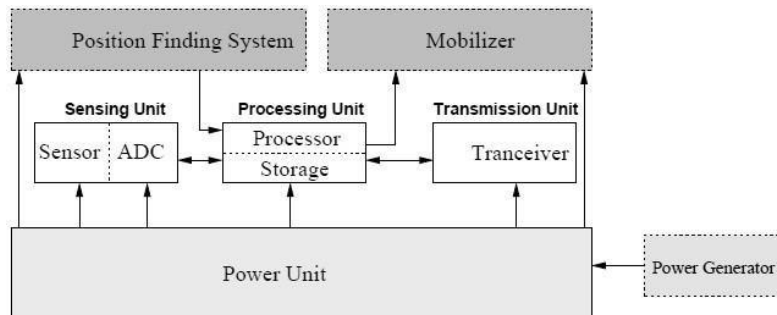 Position Finding System
Mobilizer
Sensing Unit
Processing Unit
Transmission Unit
Sensor
ADC
Processor
Storage
Tranceiver
Power Unit
Power Generator